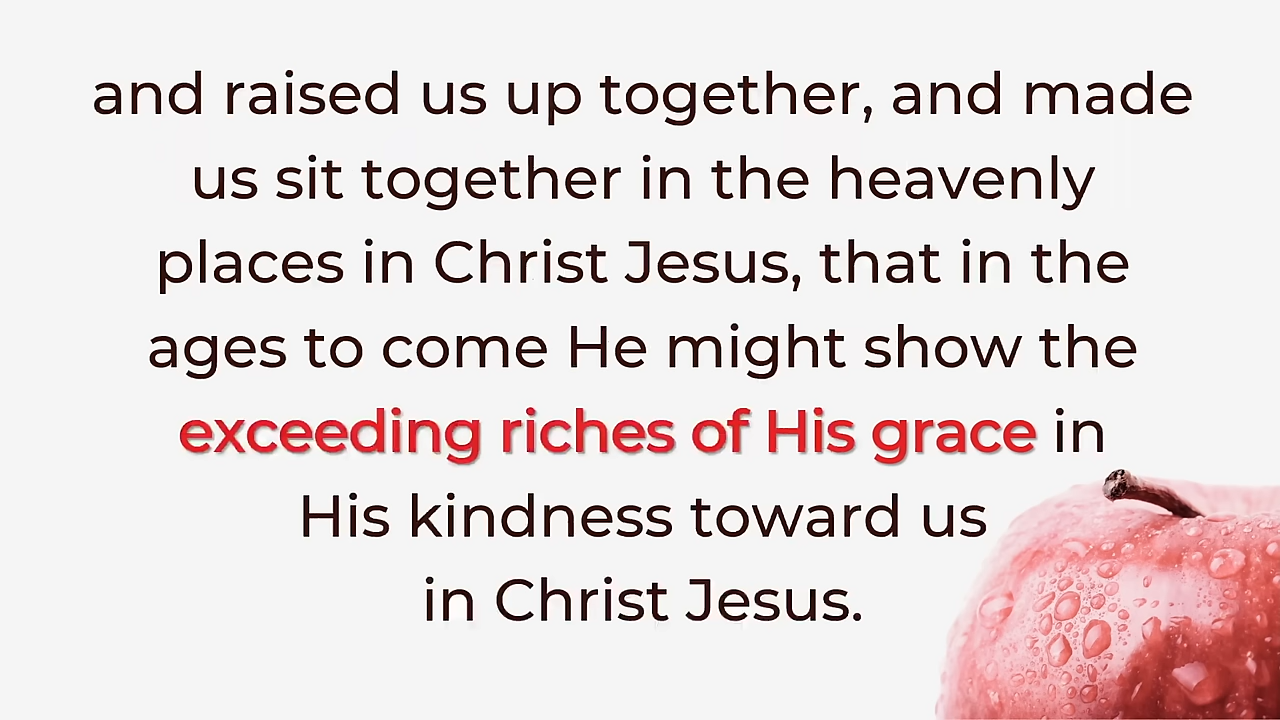 and raised us up together, and made
us sit together in the heavenly
places in Christ Jesus, that in the
ages to come He might show the
exceeding riches of His grace in
His kindness toward us
in Christ Jesus.